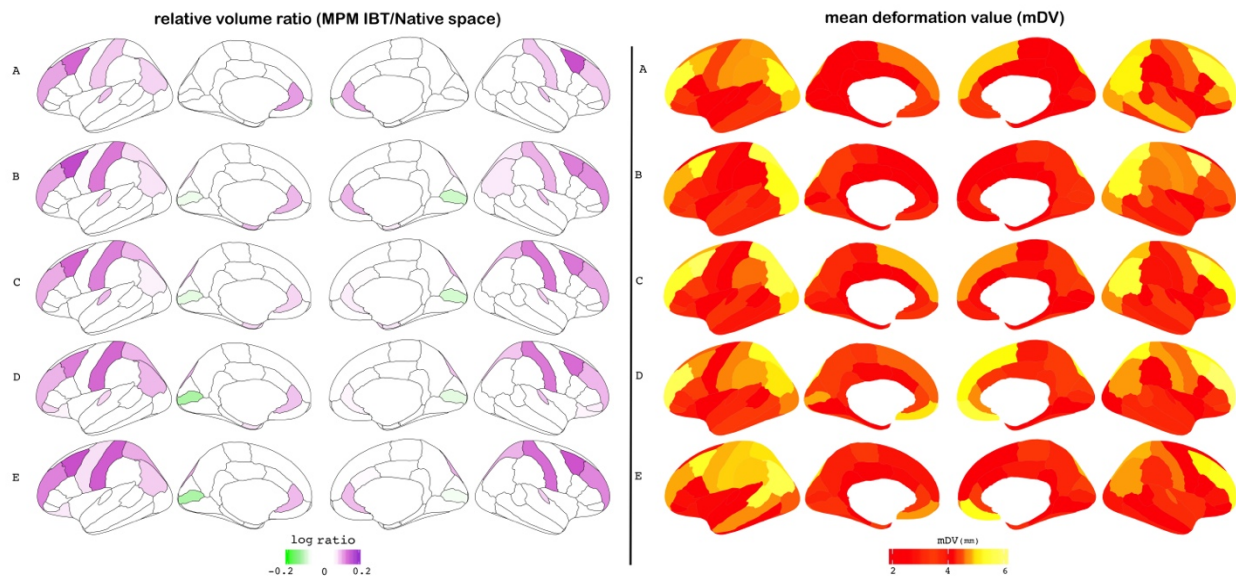 relative volume ratio (MPM IBT/Native space)
mean deformation value (mDV)
A
B
C
D
E
A
B
C
D
E
log ratio
-0.2 0 0.2
mDV(mm)
2 4 6